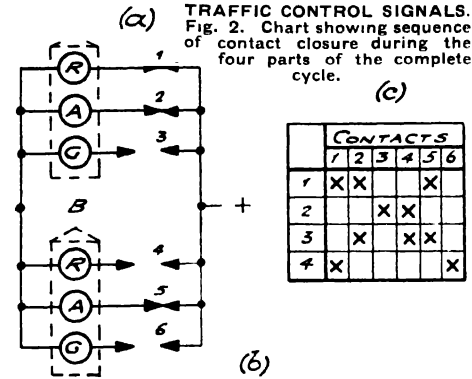 (a)
TRAFFIC CONTROL SIGNALS.
Fig. 2. Chart showing sequence
of contact closure during the
four parts of the complete
cycle.
R 1
A 2
G 3
B
+
R 4
A 5
G 6
(b)
(c)
CONTACTS
1 2 3 4 5 6
1 X X X
2 X X
3 X X X
4 X X